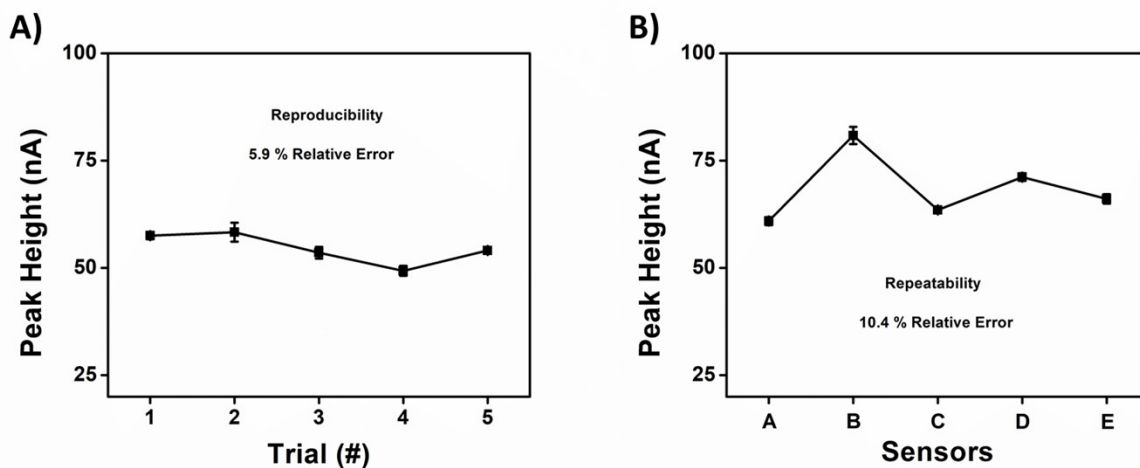 A)
100
75
50
25
Peak Height (nA)
Reproducibility
5.9 % Relative Error
1 2 3 4 5
Trial (#)
B)
100
75
50
25
Peak Height (nA)
Repeatability
10.4 % Relative Error
A B C D E
Sensors